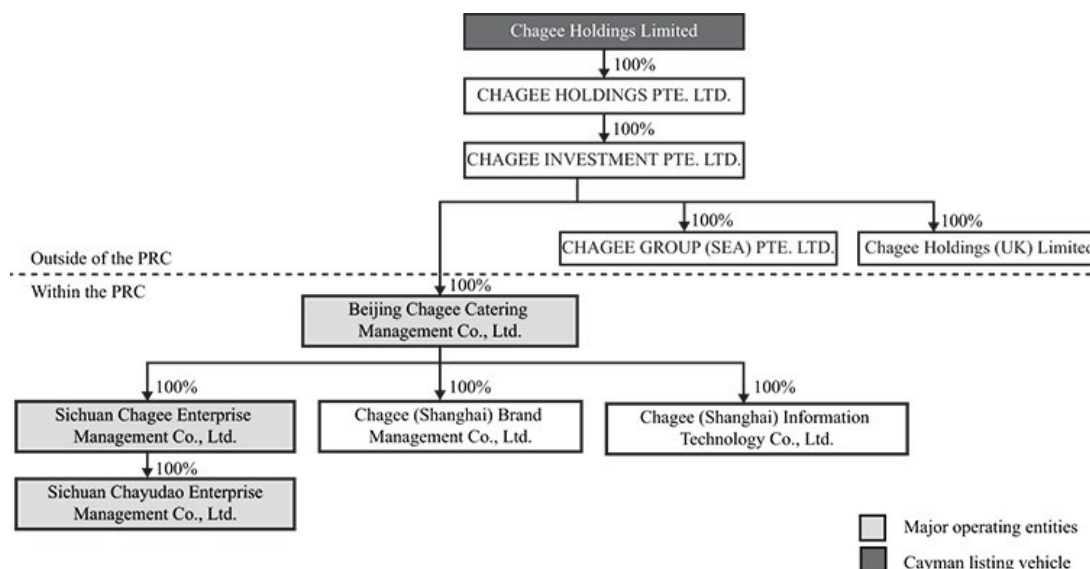 Chagee Holdings Limited
100%
CHAGEE HOLDINGS PTE. LTD.
100%
CHAGEE INVESTMENT PTE. LTD.
100%
100%
CHAGEE GROUP (SEA) PTE. LTD.
Chagee Holdings (UK) Limited
Outside of the PRC
Within the PRC
100%
Beijing Chagee Catering
Management Co., Ltd.
100%
100%
100%
Sichuan Chagee Enterprise
Management Co., Ltd.
Chagee (Shanghai) Brand
Management Co., Ltd.
Chagee (Shanghai) Information
Technology Co., Ltd.
100%
Sichuan Chayudao Enterprise
Management Co., Ltd.
Major operating entities
Cayman listing vehicle